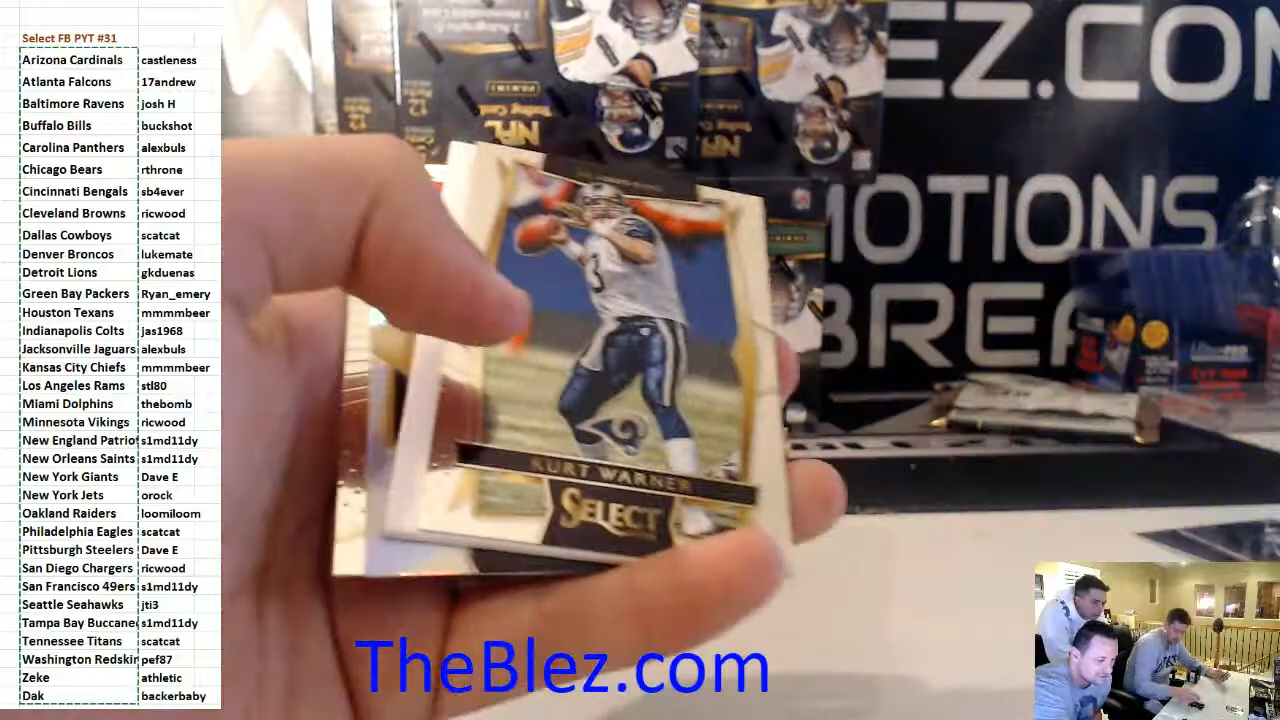 Select FB PYT #31
Arizona Cardinals castleness
Atlanta Falcons 17andrew
Baltimore Ravens josh H
Buffalo Bills buckshot
Carolina Panthers alexbuls
Chicago Bears rthrone
Cincinnati Bengals sb4ever
Cleveland Browns ricwood
Dallas Cowboys scatcat
Denver Broncos lukemate
Detroit Lions gkduenas
Green Bay Packers Ryan_emery
Houston Texans mmmmbeer
Indianapolis Colts jas1968
Jacksonville Jaguars alexbuls
Kansas City Chiefs mmmmbeer
Los Angeles Rams stl80
Miami Dolphins thebomb
Minnesota Vikings ricwood
New England Patriot s1md11dy
New Orleans Saints s1md11dy
New York Giants Dave E
New York Jets orock
Oakland Raiders loomiloom
Philadelphia Eagles scatcat
Pittsburgh Steelers Dave E
San Diego Chargers ricwood
San Francisco 49ers s1md11dy
Seattle Seahawks jti3
Tampa Bay Buccanee s1md11dy
Tennessee Titans scatcat
Washington Redskin pef87
Zeke athletic
Dak backerbaby
EZ.CO
MOTIONS
BREA
12
NFL
NFL
3
KURT WARNER
SELECT
TheBlez.com